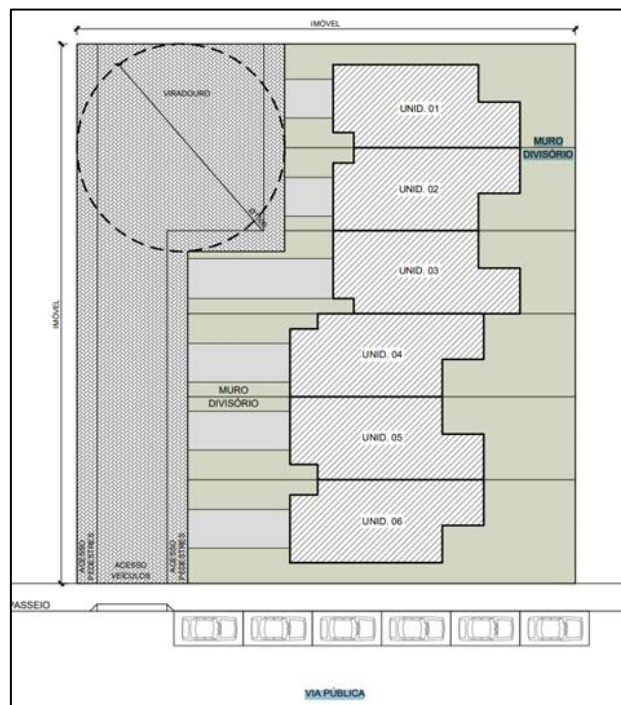 IMÓVEL
VIRADOURO
UNID. 01
MURO
DIVISÓRIO
UNID. 02
UNID. 03
IMÓVEL
UNID. 04
MURO
DIVISÓRIO
UNID. 05
UNID. 06
ACESSO
PEDESTRES
ACESSO
VEÍCULOS
ACESSO
PEDESTRES
PASSEIO
VIA PÚBLICA